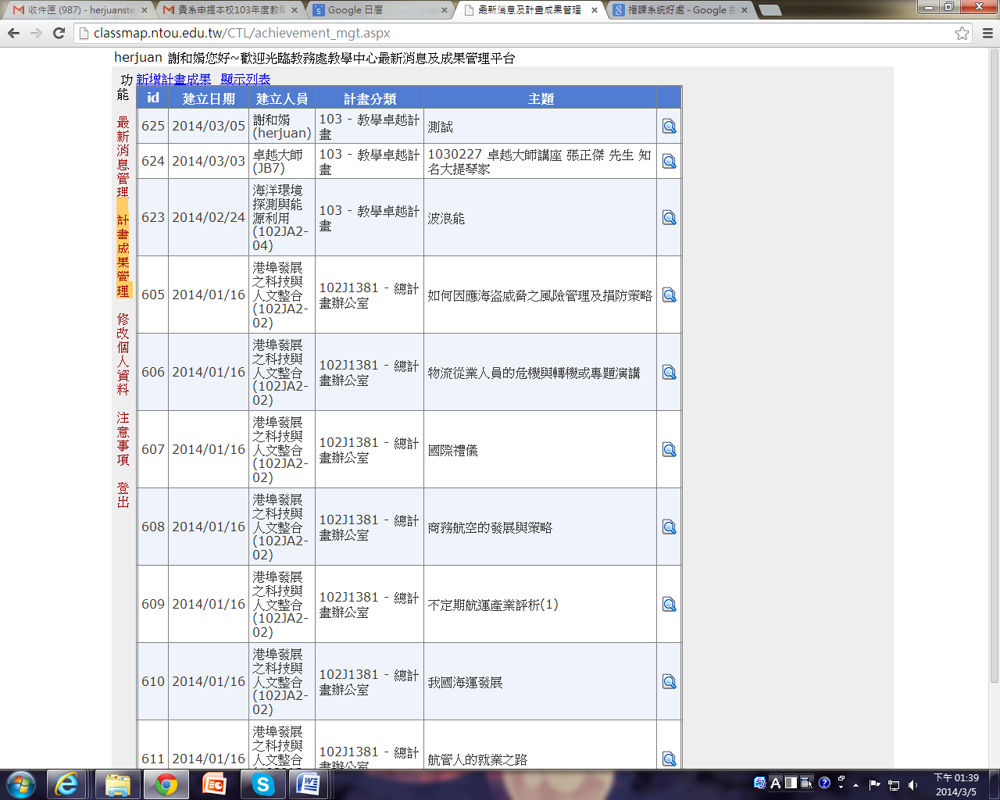 收件匣 (987) - herjuanste
貴系申提本校103年度教學
Google 日曆
最新消息及計畫成果管理
播課系統好處 - Google 搜
classmap.ntou.edu.tw/CTL/achievement_mgt.aspx
herjuan 謝和娟您好~歡迎光臨教務處教學中心最新消息及成果管理平台
功能
最新消息管理
計畫成果管理
修改個人資料
注意事項
登出
新增計畫成果 顯示列表
id 建立日期 建立人員 計畫分類 主題
625 2014/03/05 謝和娟 (herjuan) 103 - 教學卓越計畫 測試
624 2014/03/03 卓越大師 (JB7) 103 - 教學卓越計畫 1030227 卓越大師講座 張正傑 先生 知名大提琴家
623 2014/02/24 海洋環境探測與能源利用 (102JA2-04) 103 - 教學卓越計畫 波浪能
605 2014/01/16 港埠發展之科技與人文整合 (102JA2-02) 102J1381 - 總計畫辦公室 如何因應海盜威脅之風險管理及損防策略
606 2014/01/16 港埠發展之科技與人文整合 (102JA2-02) 102J1381 - 總計畫辦公室 物流從業人員的危機與轉機或專題演講
607 2014/01/16 港埠發展之科技與人文整合 (102JA2-02) 102J1381 - 總計畫辦公室 國際禮儀
608 2014/01/16 港埠發展之科技與人文整合 (102JA2-02) 102J1381 - 總計畫辦公室 商務航空的發展與策略
609 2014/01/16 港埠發展之科技與人文整合 (102JA2-02) 102J1381 - 總計畫辦公室 不定期航運產業評析(1)
610 2014/01/16 港埠發展之科技與人文整合 (102JA2-02) 102J1381 - 總計畫辦公室 我國海運發展
611 2014/01/16 港埠發展之科技與人文整合 102J1381 - 總計畫辦公室 航管人的就業之路
下午 01:39
2014/3/5